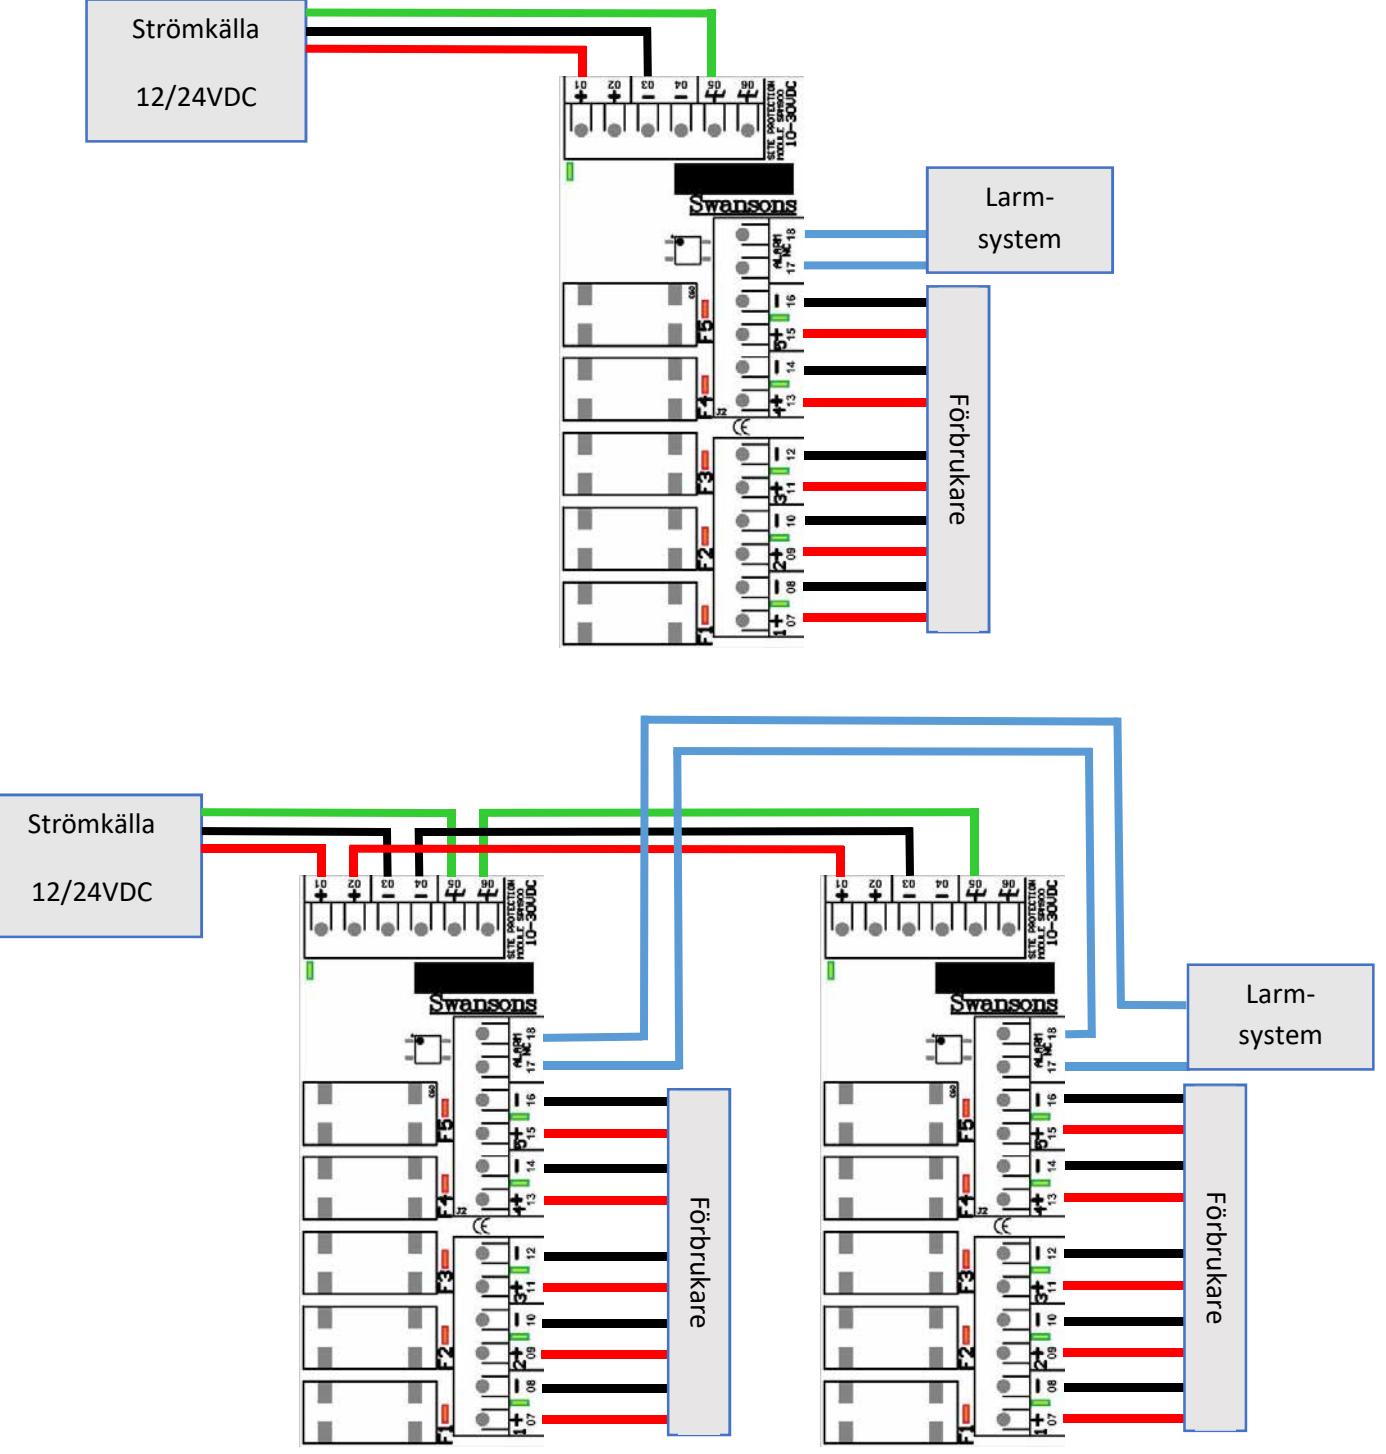 Strömkälla
12/24VDC
01 02 03 04 05 06
+ + - -
SITE PROTECTION
MODULE SPM900
10-30VDC
Swansons
ALARM
NC
18
17
- 16
5+ 15
- 14
4+ 13
- 12
3+ 11
- 10
2+ 09
- 08
1+ 07
F5
F4
J2
CE
F3
F2
F1
Larm-
system
Förbrukare
Strömkälla
12/24VDC
01 02 03 04 05 06
+ + - -
SITE PROTECTION
10-30VDC
Swansons
ALARM
NC
18
17
- 16
5+ 15
- 14
4+ 13
- 12
3+ 11
- 10
2+ 09
- 08
1+ 07
F5
F4
J2
CE
F3
F2
F1
Förbrukare
01 02 03 04 05 06
+ + - -
SITE PROTECTION
10-30VDC
Swansons
ALARM
NC
18
17
- 16
5+ 15
- 14
4+ 13
- 12
3+ 11
- 10
2+ 09
- 08
1+ 07
F5
F4
J2
CE
F3
F2
F1
Larm-
system
Förbrukare